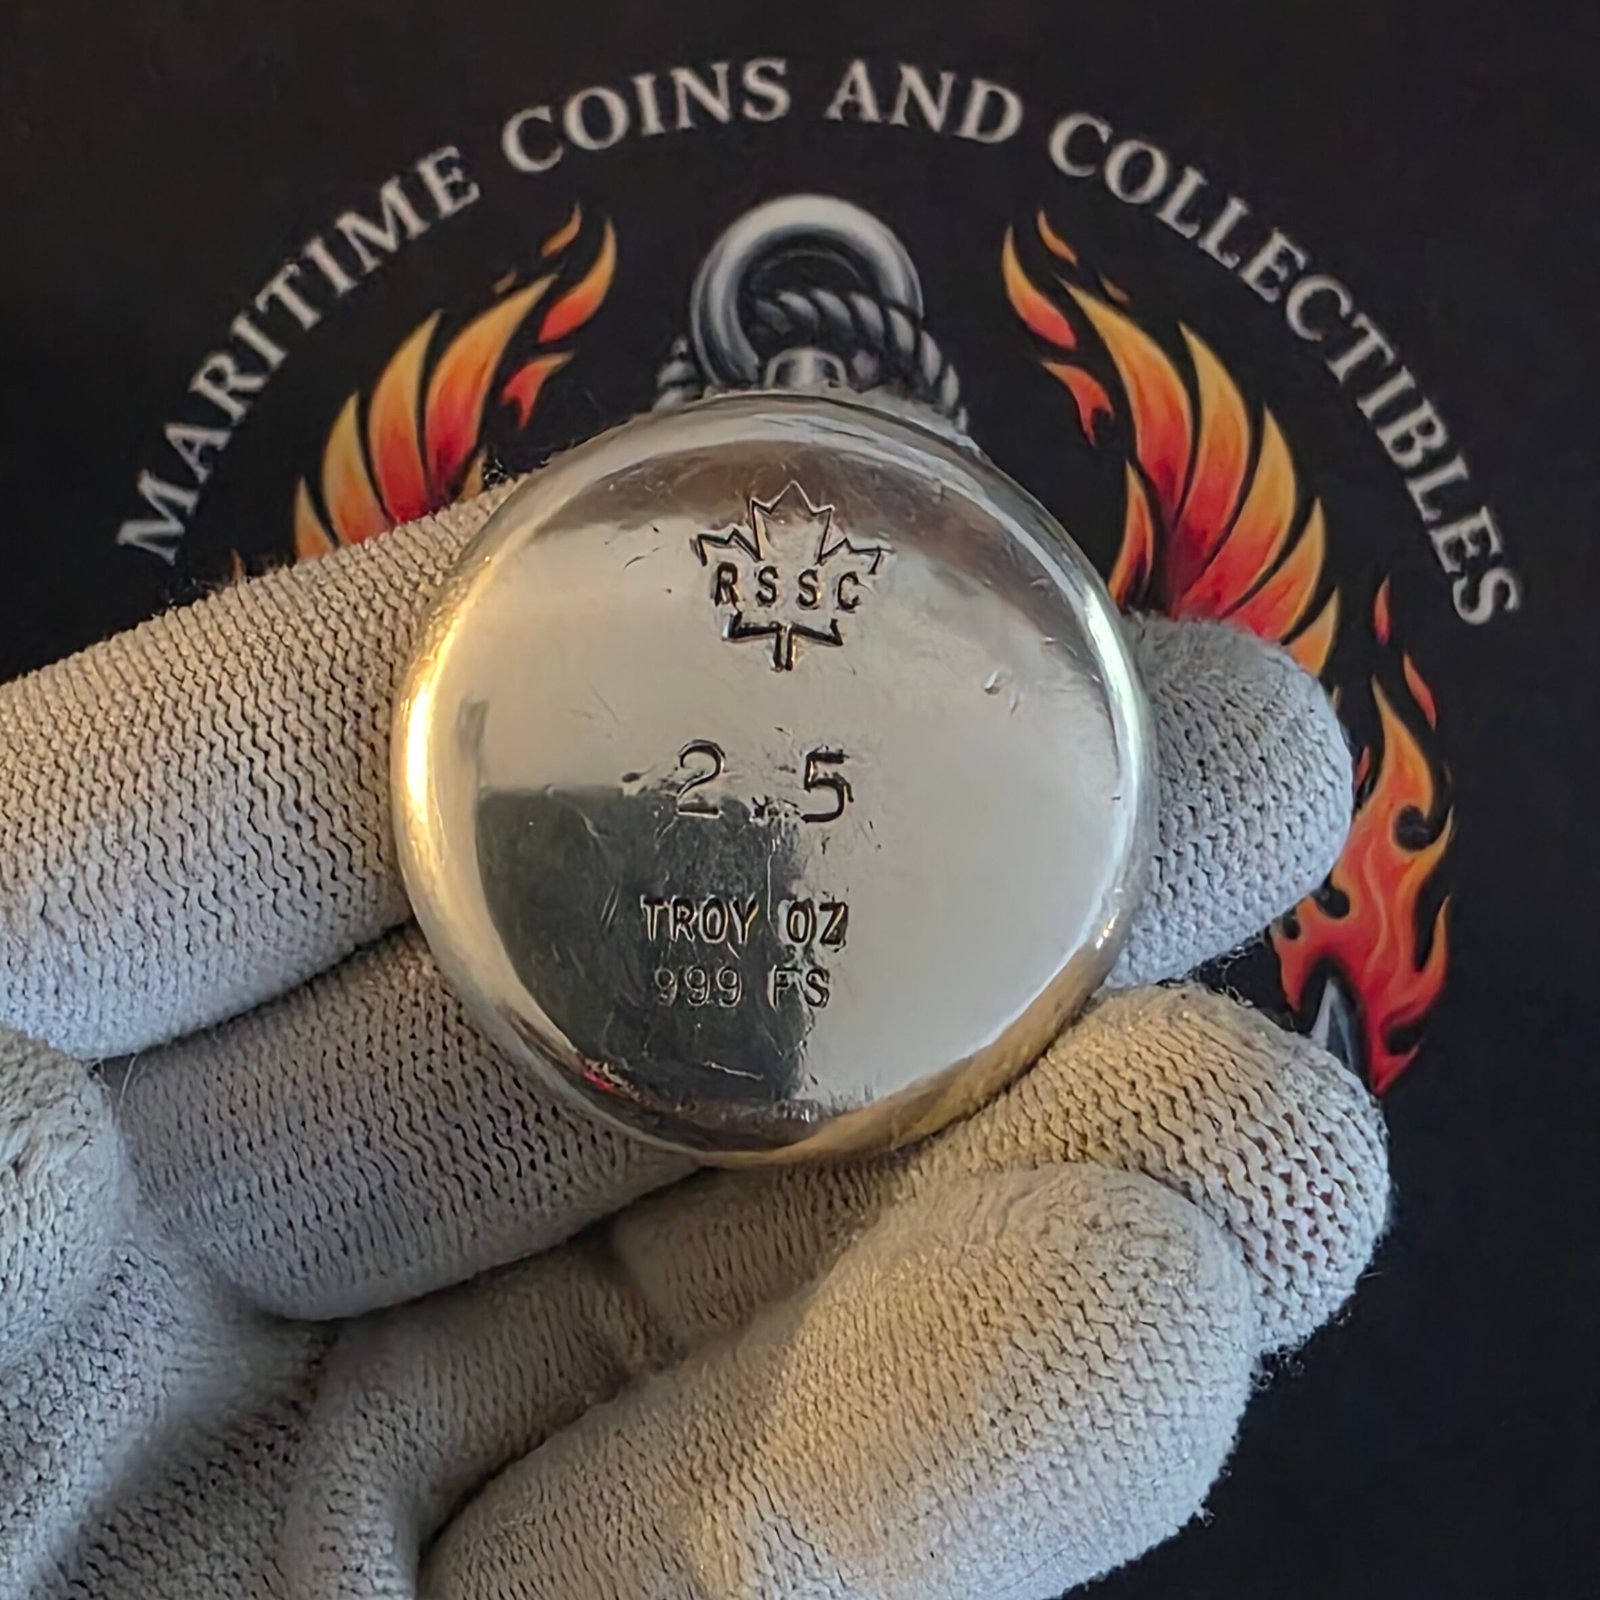 MARITIME COINS AND COLLECTIBLES
RSSC
2.5
TROY OZ
999 FS